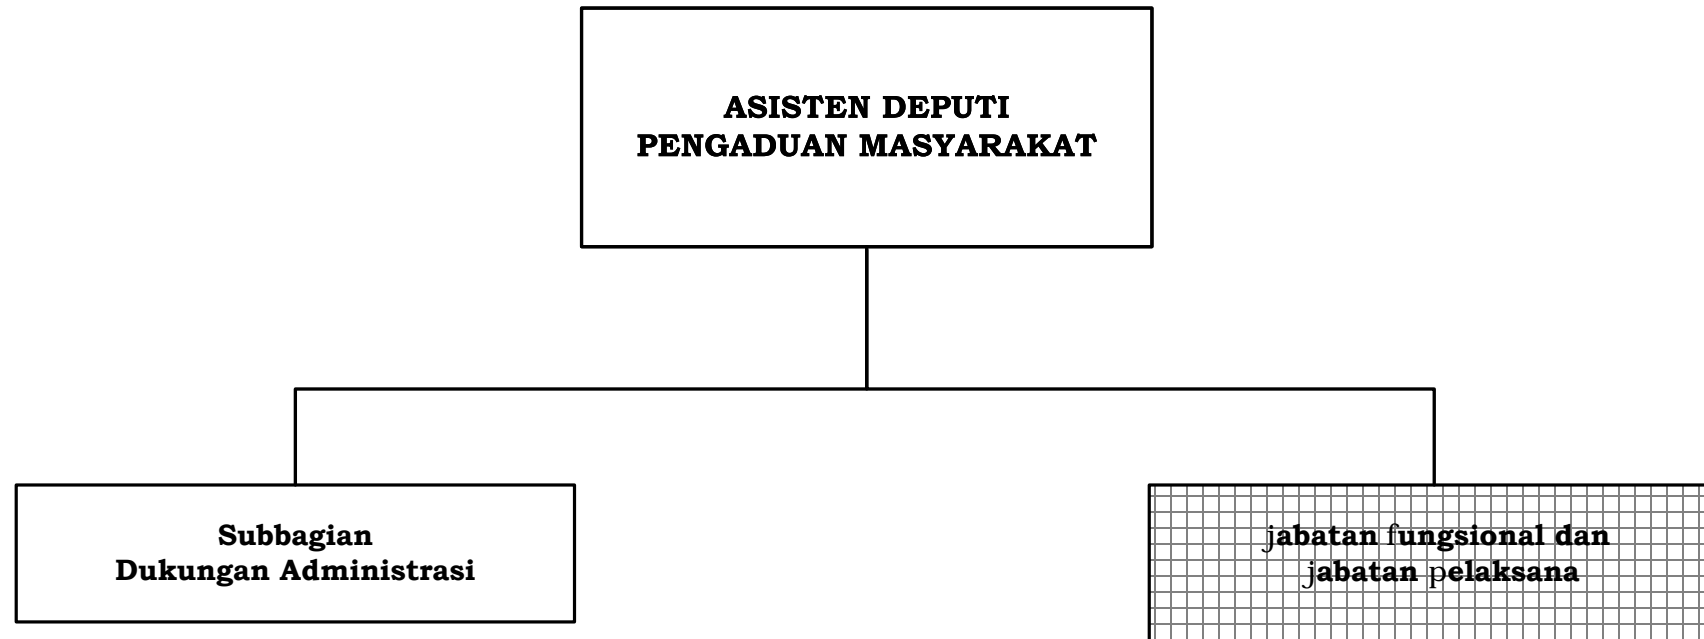 ASISTEN DEPUTI
PENGADUAN MASYARAKAT
Subbagian
Dukungan Administrasi
jabatan fungsional dan
jabatan pelaksana